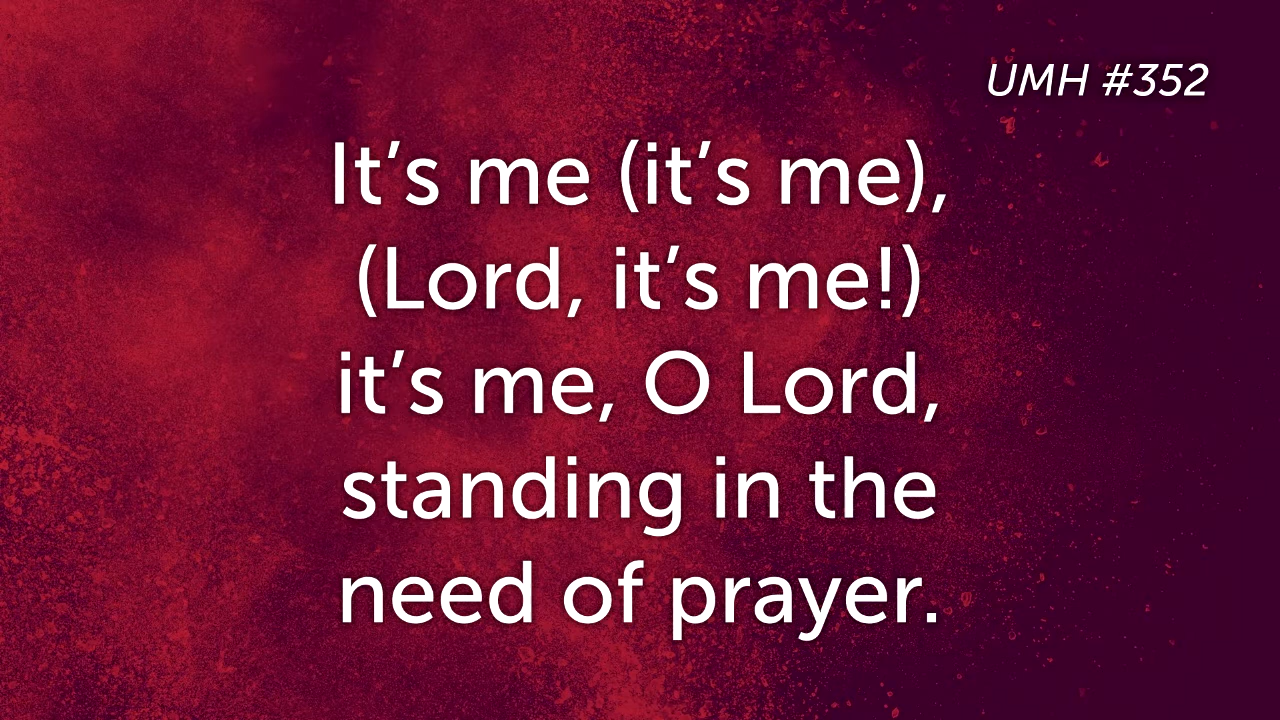 UMH #352
It’s me (it’s me),
(Lord, it’s me!)
it’s me, O Lord,
standing in the
need of prayer.